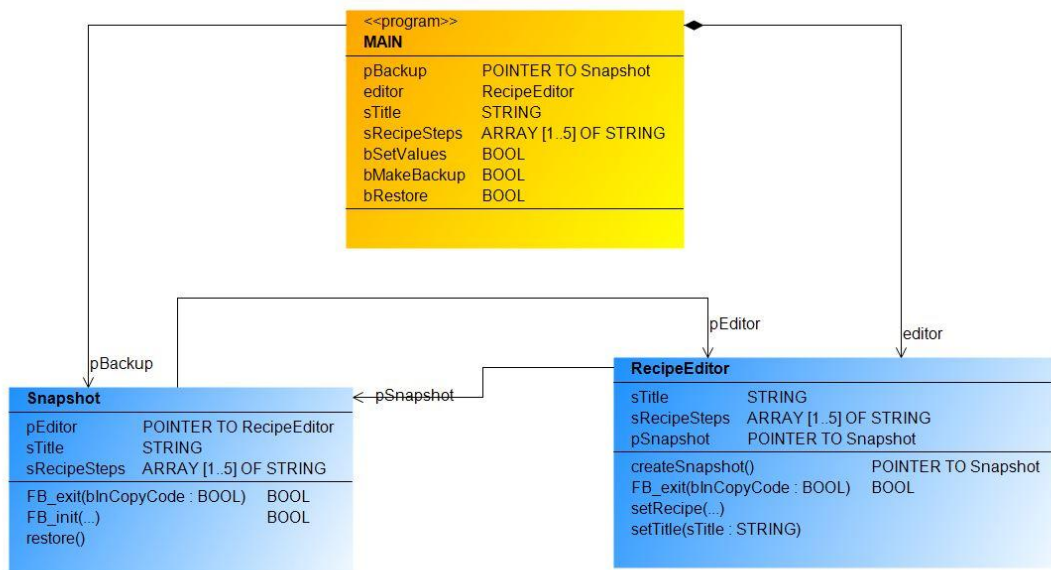 <<program>>
MAIN
pBackup POINTER TO Snapshot
editor RecipeEditor
sTitle STRING
sRecipeSteps ARRAY [1..5] OF STRING
bSetValues BOOL
bMakeBackup BOOL
bRestore BOOL
pEditor
editor
pBackup
pSnapshot
Snapshot
pEditor POINTER TO RecipeEditor
sTitle STRING
sRecipeSteps ARRAY [1..5] OF STRING
FB_exit(bInCopyCode : BOOL) BOOL
FB_init(...) BOOL
restore()
RecipeEditor
sTitle STRING
sRecipeSteps ARRAY [1..5] OF STRING
pSnapshot POINTER TO Snapshot
createSnapshot() POINTER TO Snapshot
FB_exit(bInCopyCode : BOOL) BOOL
setRecipe(...)
setTitle(sTitle : STRING)